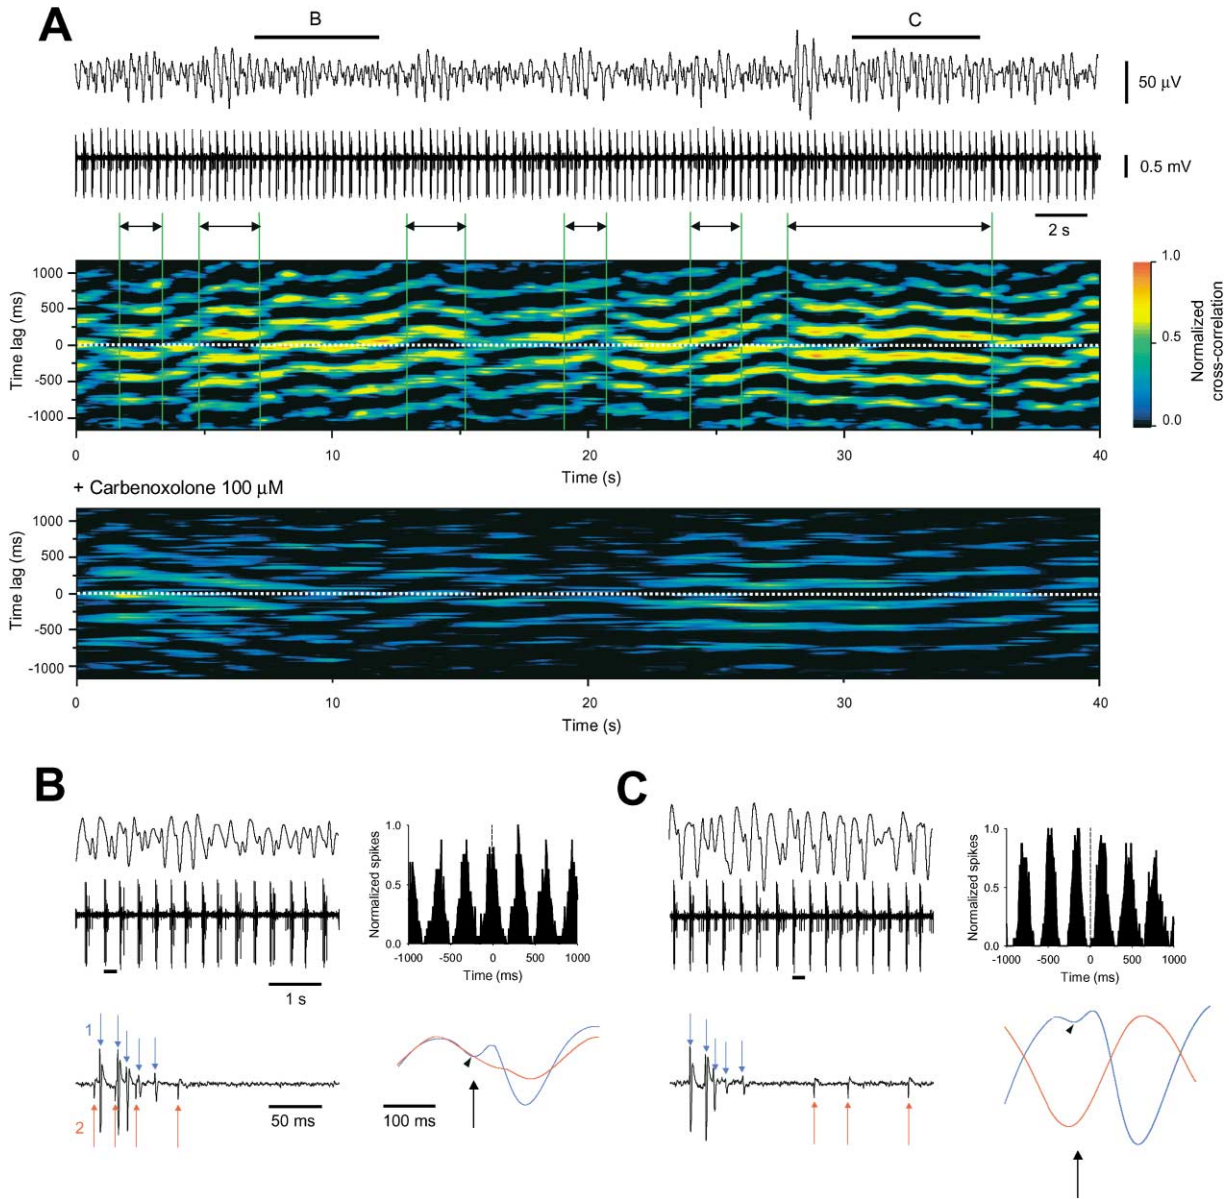 A
B
C
50 μV
0.5 mV
2 s
Time lag (ms)
1000
500
0
-500
-1000
0
10
20
30
40
Time (s)
1.0
0.5
0.0
Normalized
cross-correlation
+ Carbenoxolone 100 μM
Time lag (ms)
1000
500
0
-500
-1000
0
10
20
30
40
Time (s)
B
1 s
Normalized spikes
1.0
0.5
0.0
-1000 -500 0 500 1000
Time (ms)
1
2
50 ms
100 ms
C
Normalized spikes
1.0
0.5
0.0
-1000 -500 0 500 1000
Time (ms)